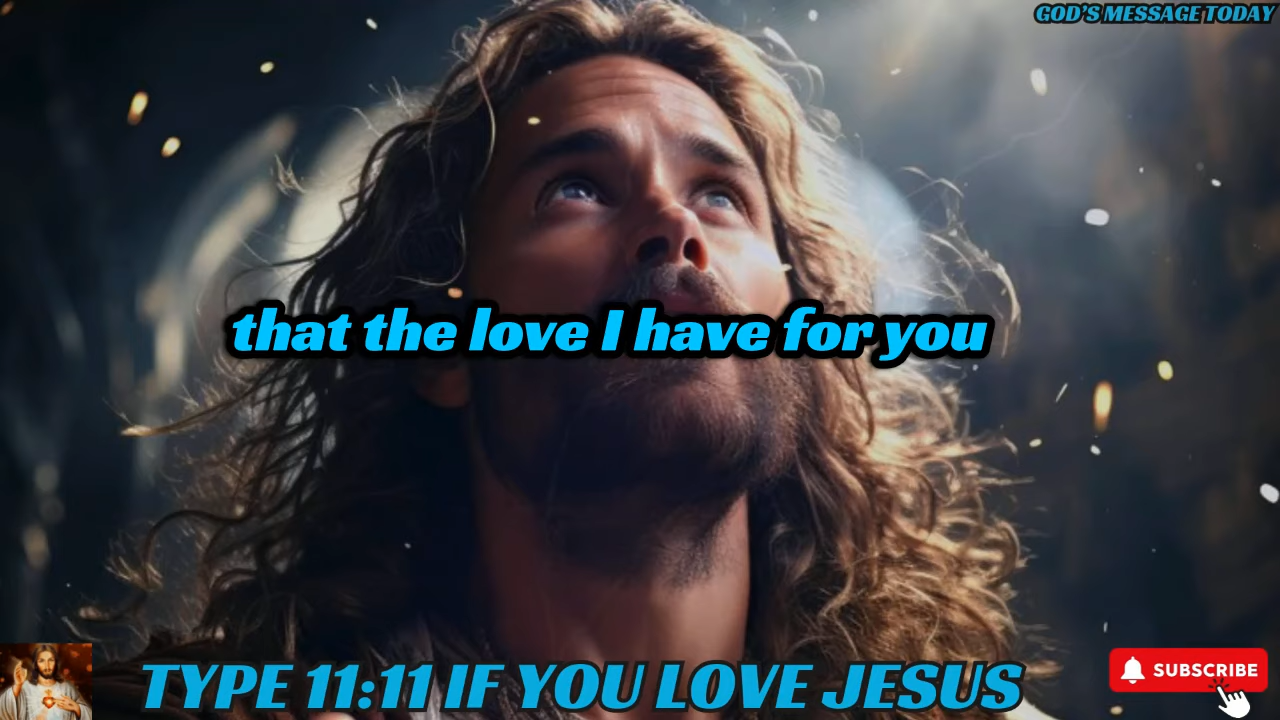 GOD'S MESSAGE TODAY
that the love I have for you
TYPE 11:11 IF YOU LOVE JESUS
SUBSCRIBE